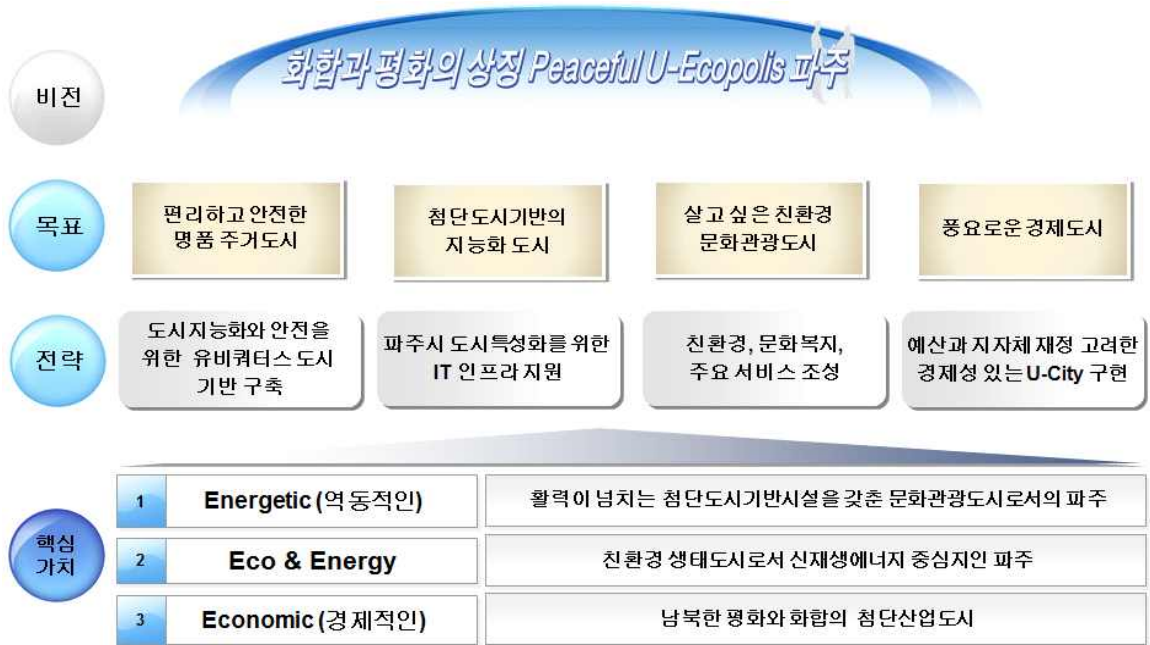 화합과 평화의 상징 Peaceful U-Ecopolis 파주
비전
목표
편리하고 안전한
명품 주거도시
첨단도시기반의
지능화 도시
살고 싶은 친환경
문화관광도시
풍요로운 경제도시
전략
도시지능화와 안전을
위한 유비쿼터스 도시
기반 구축
파주시 도시특성화를 위한
IT 인프라 지원
친환경, 문화복지,
주요 서비스 조성
예산과 지자체 재정 고려한
경제성 있는 U-City 구현
핵심
가치
1 Energetic (역동적인) 활력이 넘치는 첨단도시기반시설을 갖춘 문화관광도시로서의 파주
2 Eco & Energy 친환경 생태도시로서 신재생에너지 중심지인 파주
3 Economic (경제적인) 남북한 평화와 화합의 첨단산업도시